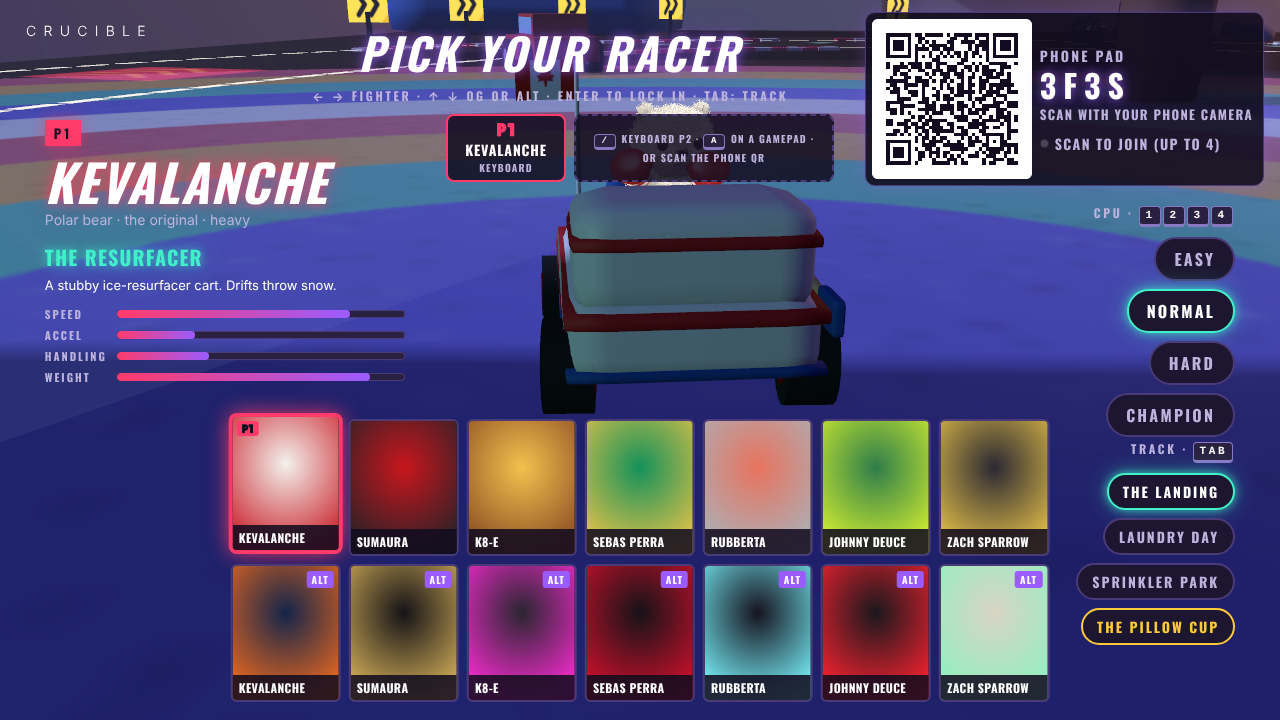 CRUCIBLE
PICK YOUR RACER
← → FIGHTER · ↑ ↓ OG OR ALT · ENTER TO LOCK IN · TAB: TRACK
P1
KEVALANCHE
Polar bear · the original · heavy
THE RESURFACER
A stubby ice-resurfacer cart. Drifts throw snow.
SPEED
ACCEL
HANDLING
WEIGHT
P1
KEVALANCHE
KEYBOARD
/ KEYBOARD P2 · A ON A GAMEPAD ·
OR SCAN THE PHONE QR
PHONE PAD
3F3S
SCAN WITH YOUR PHONE CAMERA
SCAN TO JOIN (UP TO 4)
CPU · 1 2 3 4
EASY
NORMAL
HARD
CHAMPION
TRACK · TAB
THE LANDING
LAUNDRY DAY
SPRINKLER PARK
THE PILLOW CUP
P1
KEVALANCHE
SUMAURA
K8-E
SEBAS PERRA
RUBBERTA
JOHNNY DEUCE
ZACH SPARROW
ALT
KEVALANCHE
ALT
SUMAURA
ALT
K8-E
ALT
SEBAS PERRA
ALT
RUBBERTA
ALT
JOHNNY DEUCE
ALT
ZACH SPARROW